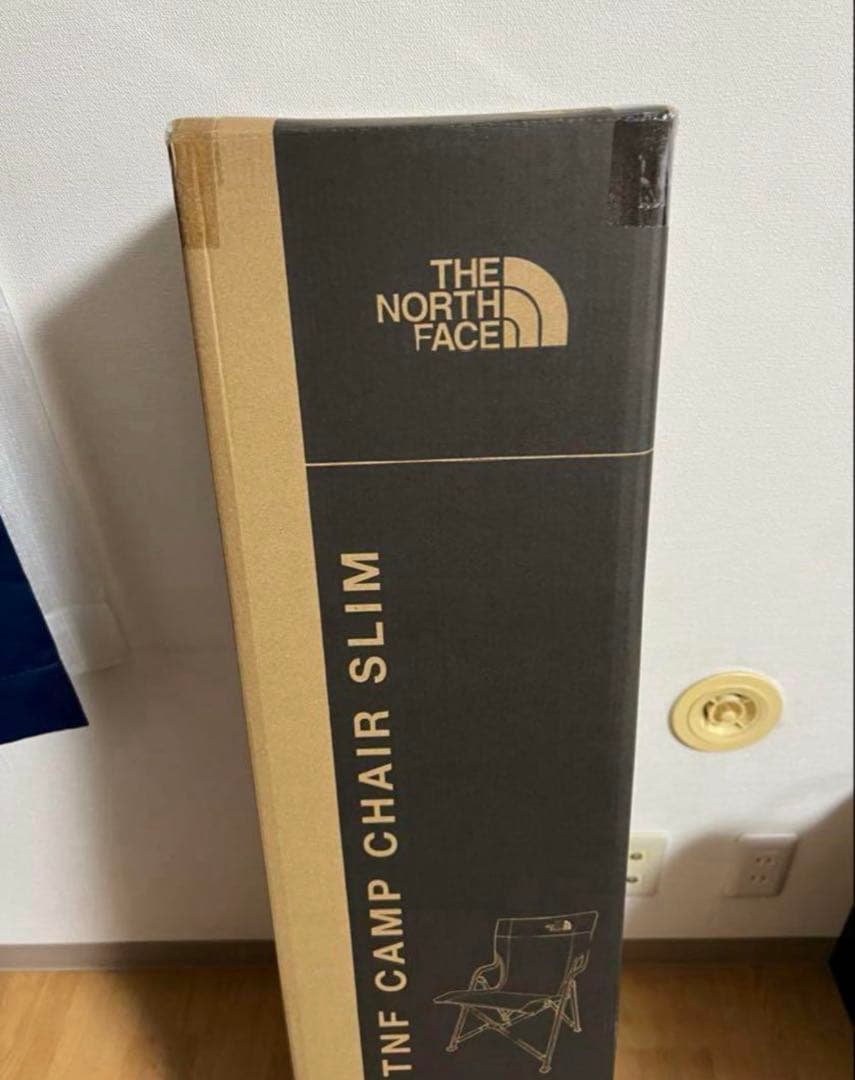 THE
NORTH
FACE
TNF CAMP CHAIR SLIM